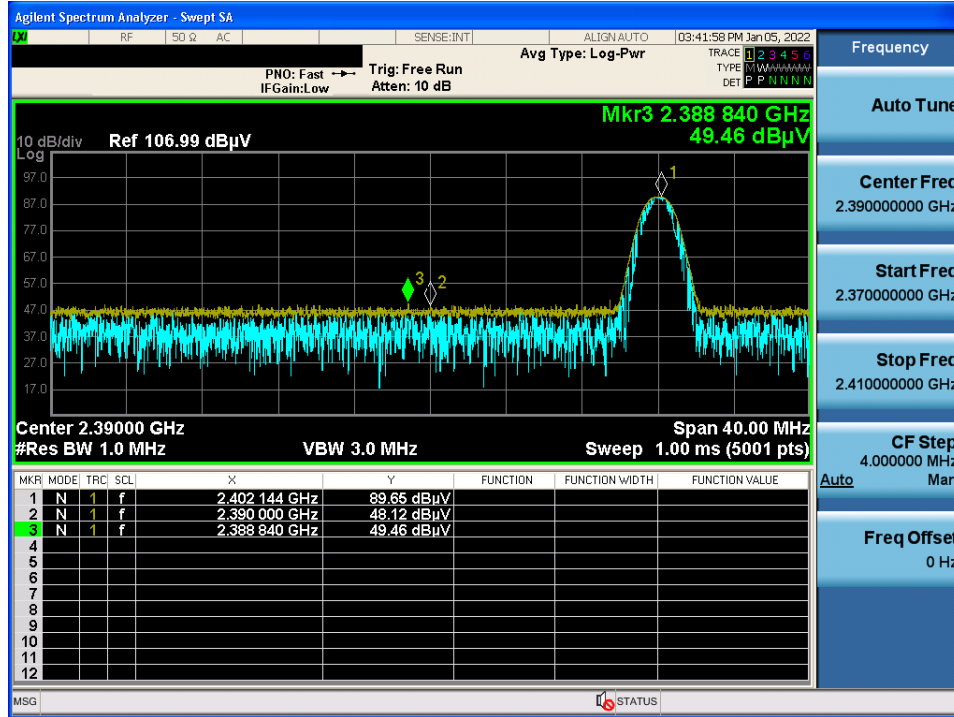 Agilent Spectrum Analyzer - Swept SA
LXI RF 50 Ω AC SENSE:INT ALIGN AUTO 03:41:58 PM Jan 05, 2022
Avg Type: Log-Pwr TRACE 1 2 3 4 5 6
PNO: Fast Trig: Free Run TYPE M W W W W W
IFGain:Low Atten: 10 dB DET P P N N N N
Mkr3 2.388 840 GHz
49.46 dBµV
10 dB/div Ref 106.99 dBµV
Log
97.0
87.0
77.0
67.0
57.0
47.0
37.0
27.0
17.0
1
3 2
Center 2.39000 GHz Span 40.00 MHz
#Res BW 1.0 MHz VBW 3.0 MHz Sweep 1.00 ms (5001 pts)
MKR MODE TRC SCL X Y FUNCTION FUNCTION WIDTH FUNCTION VALUE
1 N 1 f 2.402 144 GHz 89.65 dBµV
2 N 1 f 2.390 000 GHz 48.12 dBµV
3 N 1 f 2.388 840 GHz 49.46 dBµV
4
5
6
7
8
9
10
11
12
MSG STATUS
Frequency
Auto Tune
Center Freq
2.390000000 GHz
Start Freq
2.370000000 GHz
Stop Freq
2.410000000 GHz
CF Step
4.000000 MHz
Auto Man
Freq Offset
0 Hz